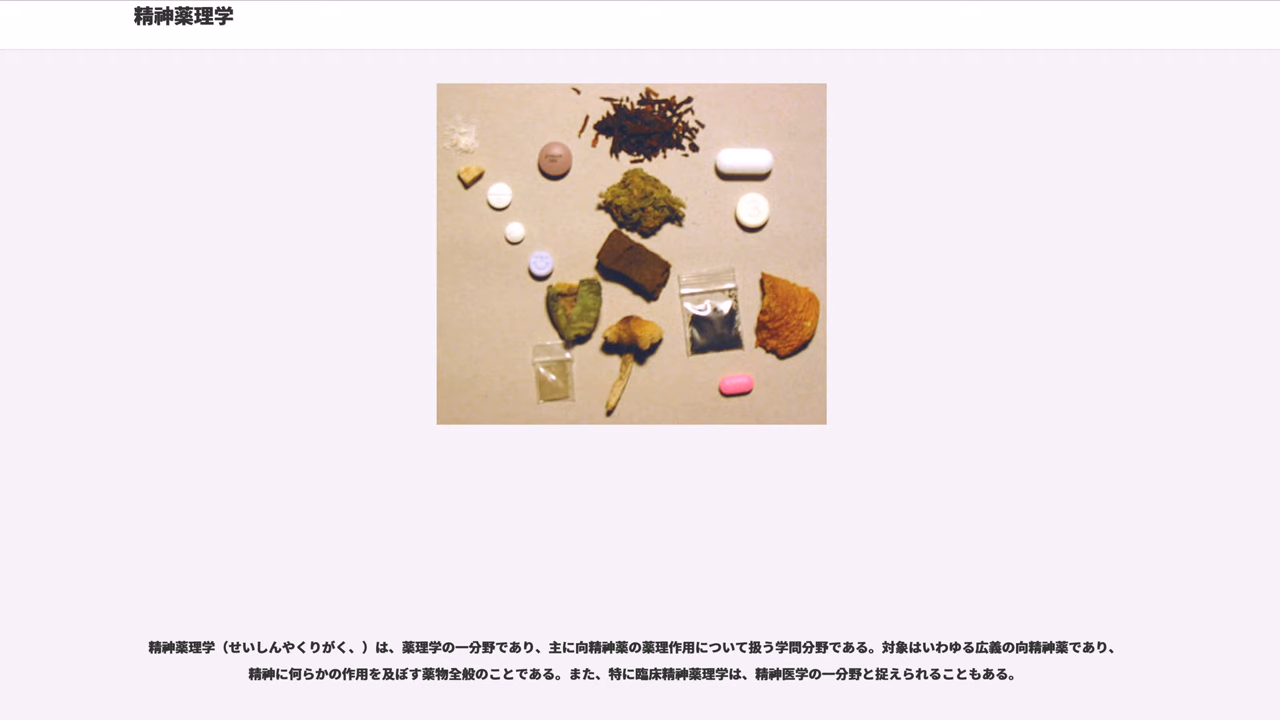 精神薬理学
精神薬理学（せいしんやくりがく、）は、薬理学の一分野であり、主に向精神薬の薬理作用について扱う学問分野である。対象はいわゆる広義の向精神薬であり、
精神に何らかの作用を及ぼす薬物全般のことである。また、特に臨床精神薬理学は、精神医学の一分野と捉えられることもある。